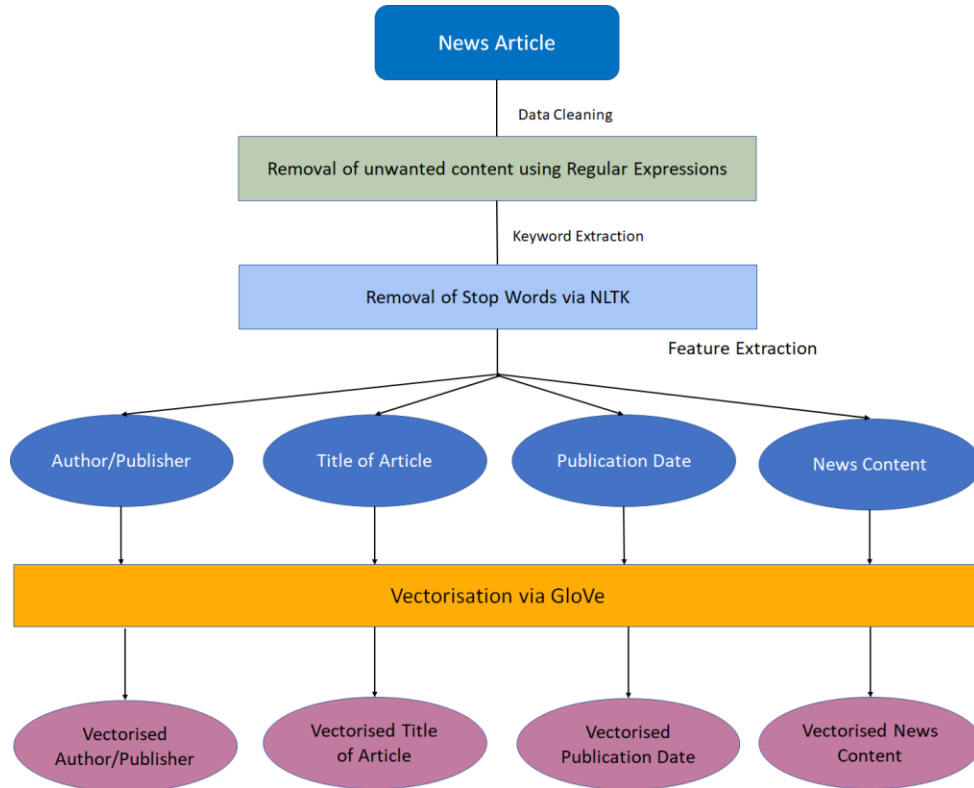 News Article
Data Cleaning
Removal of unwanted content using Regular Expressions
Keyword Extraction
Removal of Stop Words via NLTK
Feature Extraction
Author/Publisher
Title of Article
Publication Date
News Content
Vectorisation via GloVe
Vectorised
Author/Publisher
Vectorised Title
of Article
Vectorised
Publication Date
Vectorised News
Content